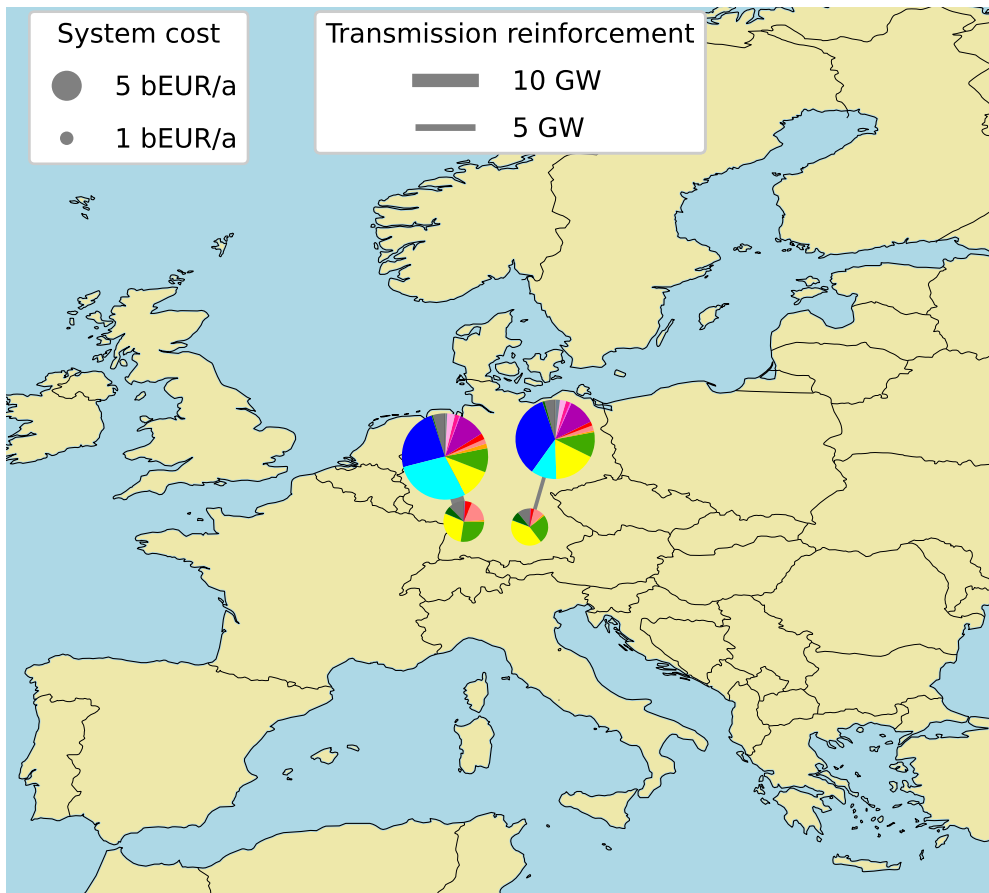 System cost
5 bEUR/a
1 bEUR/a
Transmission reinforcement
10 GW
5 GW